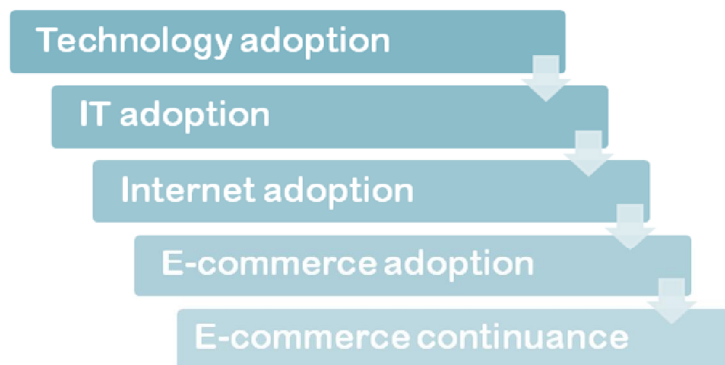 Technology adoption
IT adoption
Internet adoption
E-commerce adoption
E-commerce continuance